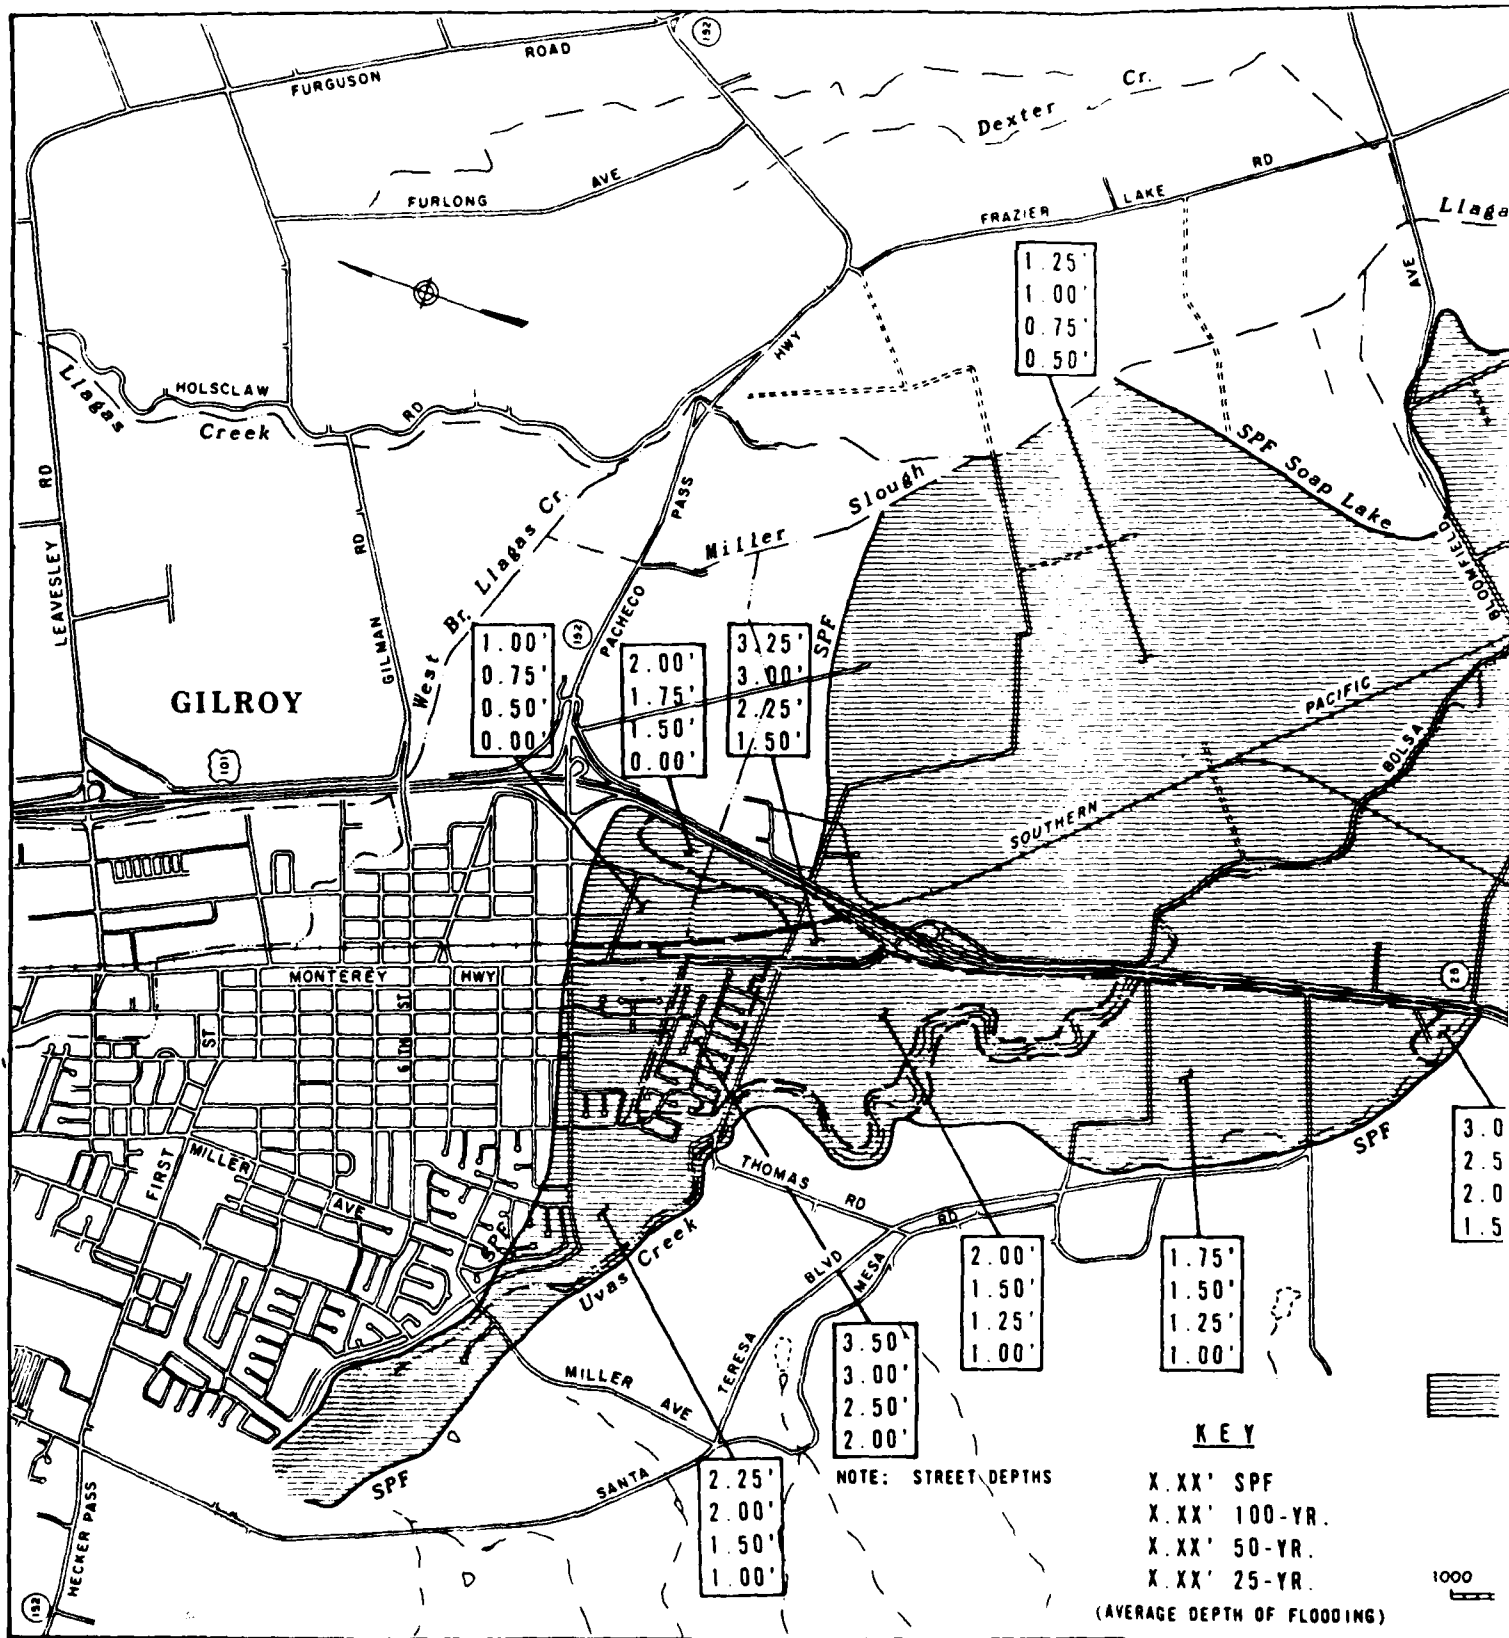 152
ROAD
FURGUSON
Cr.
Dexter
RD
AVE
LAKE
FURLONG
FRAZIER
Llaga
AVE
1.25'
1.00'
0.75'
0.50'
HWY
Llagas
HOLSCLAW
RD
Creek
SPF Soap Lake
RD
PASS
Slough
Miller
West Br. Llagas Cr.
RD
LEAVESLEY
BLOOMFIELD
GILMAN
152
PACHECO
SPF
1.00'
0.75'
0.50'
0.00'
2.00'
1.75'
1.50'
0.00'
3.25'
3.00'
2.25'
1.50'
GILROY
PACIFIC
BOLSA
101
SOUTHERN
MONTEREY HWY
25
ST
ST
6TH
SPF
3.0
2.5
2.0
1.5
MILLER
FIRST
AVE
THOMAS
RD
RD
SPF
Uvas Creek
BLVD
MESA
2.00'
1.50'
1.25'
1.00'
1.75'
1.50'
1.25'
1.00'
3.50'
3.00'
2.50'
2.00'
TERESA
MILLER
AVE
NOTE: STREET DEPTHS
SPF
SANTA
2.25'
2.00'
1.50'
1.00'
HECKER PASS
152
KEY
X.XX' SPF
X.XX' 100-YR.
X.XX' 50-YR.
X.XX' 25-YR.
(AVERAGE DEPTH OF FLOODING)
1000